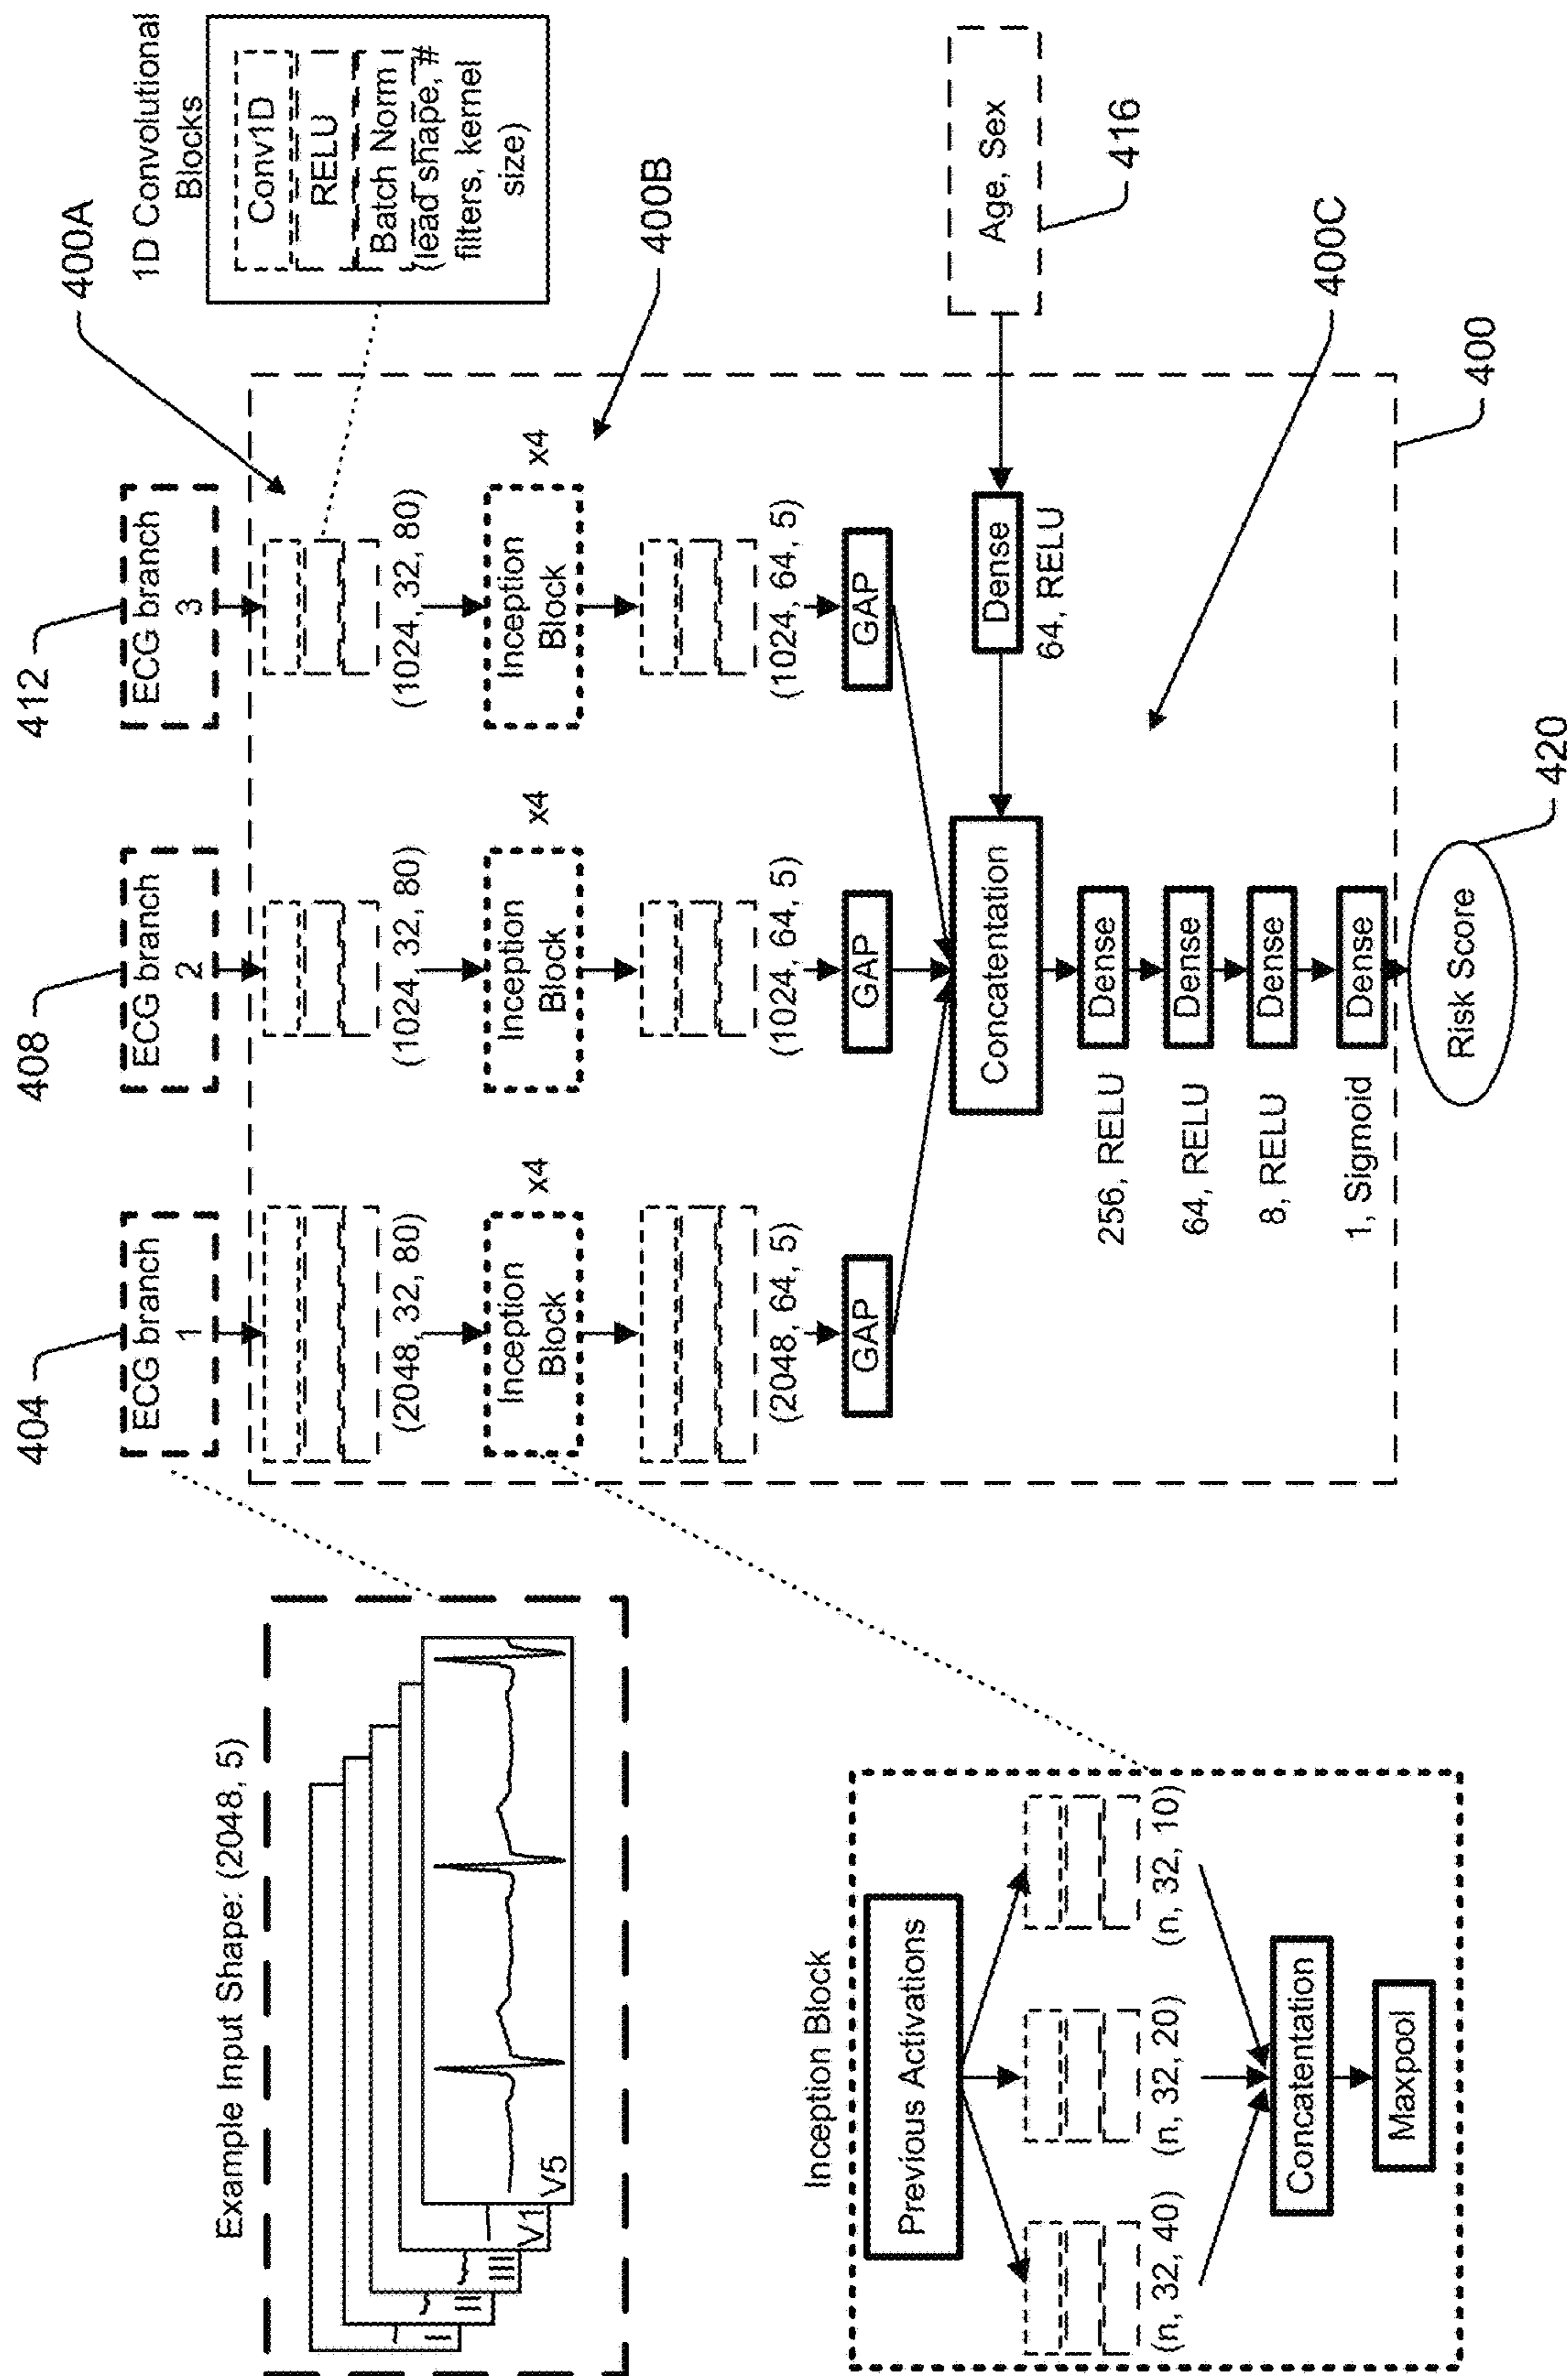 Example Input Shape: (2048, 5)
I
II
III
V1
V5
404
408
412
ECG branch
1
ECG branch
2
ECG branch
3
400A
1D Convolutional
Blocks
Conv1D
RELU
Batch Norm
(lead shape, #
filters, kernel
size)
(2048, 32, 80)
(1024, 32, 80)
(1024, 32, 80)
Inception
Block
x4
Inception
Block
x4
Inception
Block
x4
400B
(2048, 64, 5)
(1024, 64, 5)
(1024, 64, 5)
GAP
GAP
GAP
Concatentation
Dense
64, RELU
Age, Sex
416
256, RELU
Dense
64, RELU
Dense
8, RELU
Dense
1, Sigmoid
Dense
400C
400
Risk Score
420
Inception Block
Previous Activations
(n, 32, 40)
(n, 32, 20)
(n, 32, 10)
Concatentation
Maxpool